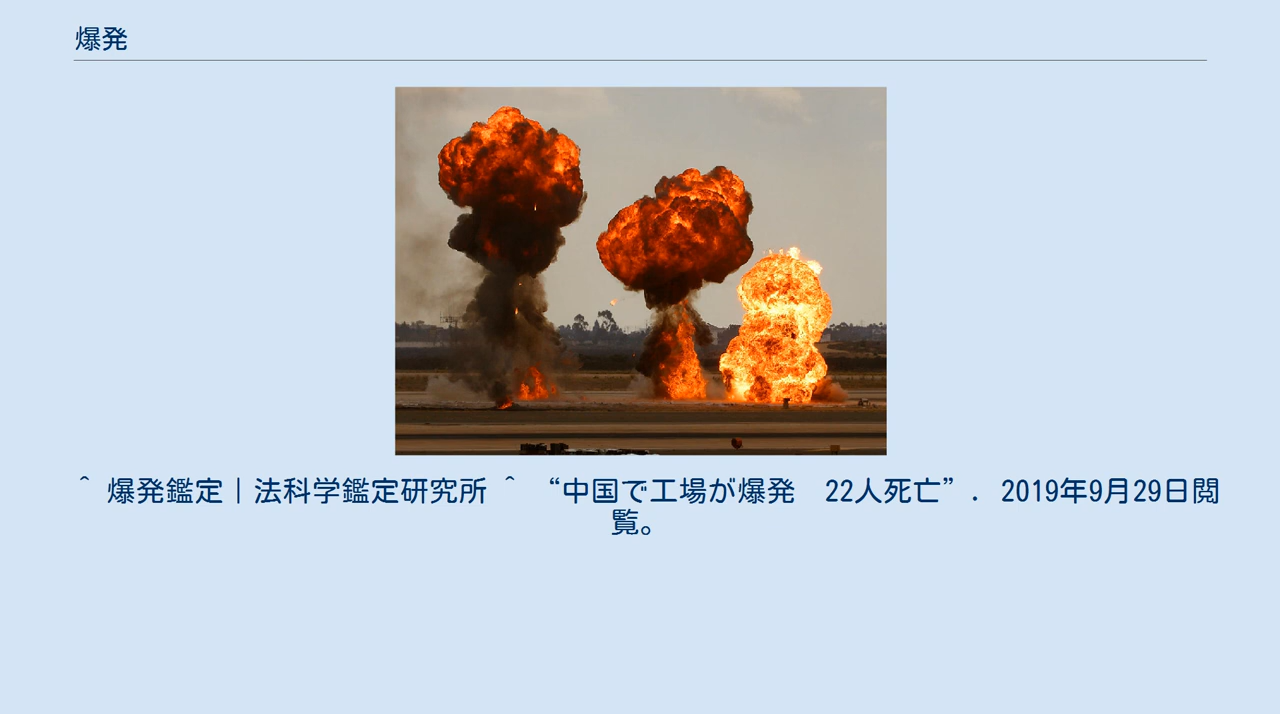 爆発
^ 爆発鑑定｜法科学鑑定研究所 ^ “中国で工場が爆発　22人死亡”. 2019年9月29日閲
覧。